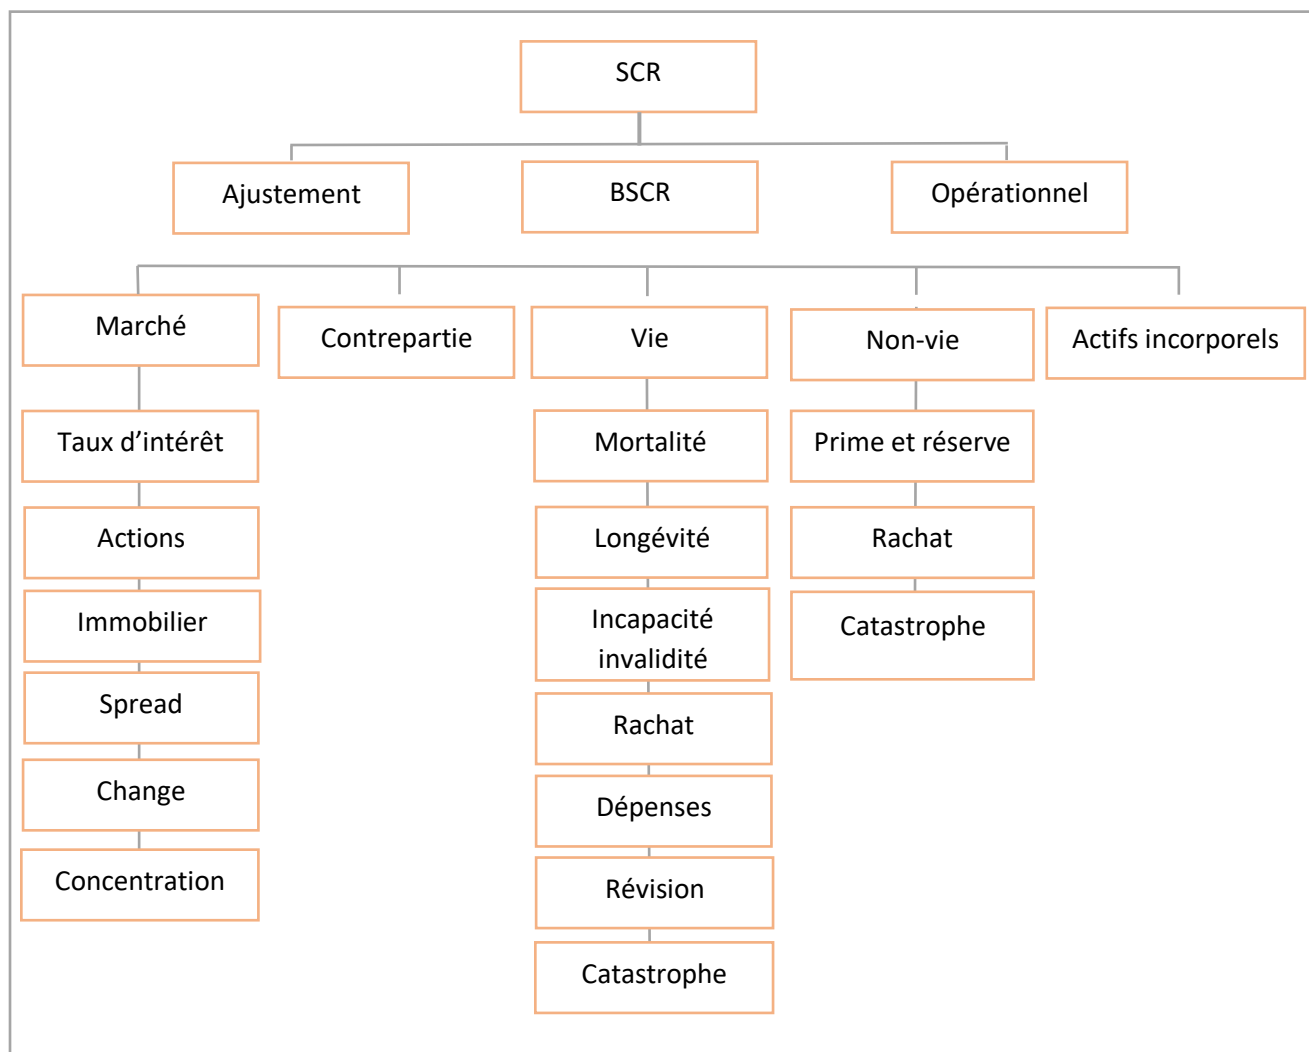 SCR
Ajustement
BSCR
Opérationnel
Marché
Contrepartie
Vie
Non-vie
Actifs incorporels
Taux d’intérêt
Actions
Immobilier
Spread
Change
Concentration
Mortalité
Longévité
Incapacité
invalidité
Rachat
Dépenses
Révision
Catastrophe
Prime et réserve
Rachat
Catastrophe